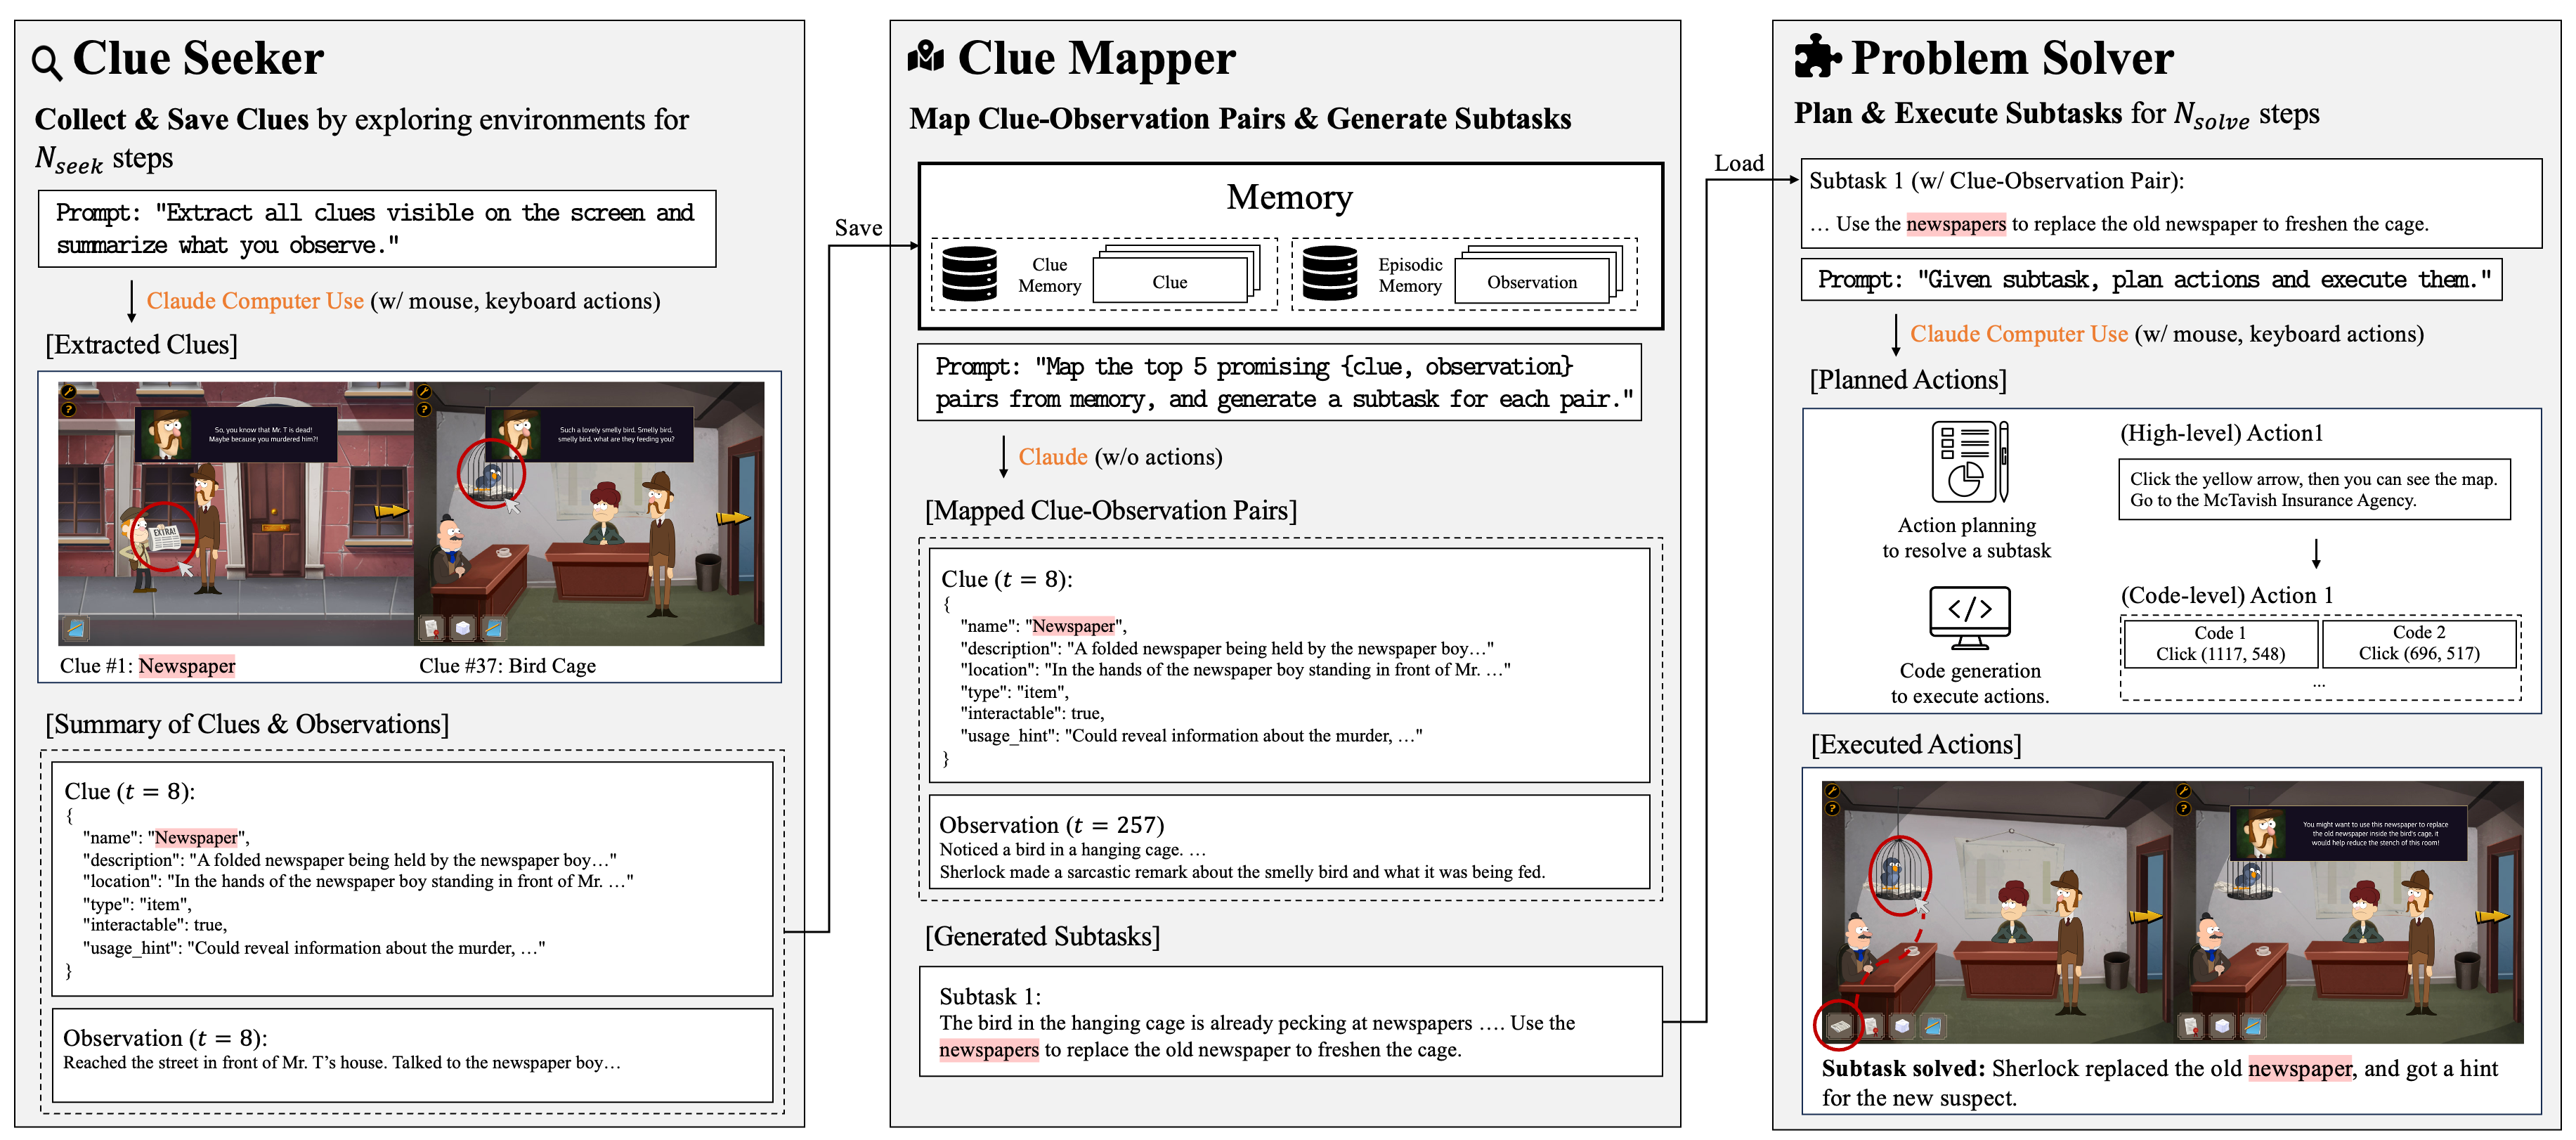 Clue Seeker
Collect & Save Clues by exploring environments for
N_seek steps
Prompt: "Extract all clues visible on the screen and
summarize what you observe."
Claude Computer Use (w/ mouse, keyboard actions)
[Extracted Clues]
?
So, you know that Mr. T is dead!
Maybe because you murdered him?!
EXTRA!
?
Such a lovely smelly bird. Smelly bird,
smelly bird, what are they feeding you?
Clue #1: Newspaper
Clue #37: Bird Cage
[Summary of Clues & Observations]
Clue (t = 8):
{
"name": "Newspaper",
"description": "A folded newspaper being held by the newspaper boy…"
"location": "In the hands of the newspaper boy standing in front of Mr. …"
"type": "item",
"interactable": true,
"usage_hint": "Could reveal information about the murder, …"
}
Observation (t = 8):
Reached the street in front of Mr. T's house. Talked to the newspaper boy…
Save
Clue Mapper
Map Clue-Observation Pairs & Generate Subtasks
Memory
Clue
Memory
Clue
Episodic
Memory
Observation
Prompt: "Map the top 5 promising {clue, observation}
pairs from memory, and generate a subtask for each pair."
Claude (w/o actions)
[Mapped Clue-Observation Pairs]
Clue (t = 8):
{
"name": "Newspaper",
"description": "A folded newspaper being held by the newspaper boy…"
"location": "In the hands of the newspaper boy standing in front of Mr. …"
"type": "item",
"interactable": true,
"usage_hint": "Could reveal information about the murder, …"
}
Observation (t = 257)
Noticed a bird in a hanging cage. …
Sherlock made a sarcastic remark about the smelly bird and what it was being fed.
[Generated Subtasks]
Subtask 1:
The bird in the hanging cage is already pecking at newspapers …. Use the
newspapers to replace the old newspaper to freshen the cage.
Load
Problem Solver
Plan & Execute Subtasks for N_solve steps
Subtask 1 (w/ Clue-Observation Pair):
… Use the newspapers to replace the old newspaper to freshen the cage.
Prompt: "Given subtask, plan actions and execute them."
Claude Computer Use (w/ mouse, keyboard actions)
[Planned Actions]
Action planning
to resolve a subtask
(High-level) Action1
Click the yellow arrow, then you can see the map.
Go to the McTavish Insurance Agency.
</>
Code generation
to execute actions.
(Code-level) Action 1
Code 1
Click (1117, 548)
Code 2
Click (696, 517)
...
[Executed Actions]
?
?
You might want to use this newspaper to replace
the old newspaper inside the bird's cage, it
would help reduce the stench of this room!
Subtask solved: Sherlock replaced the old newspaper, and got a hint
for the new suspect.